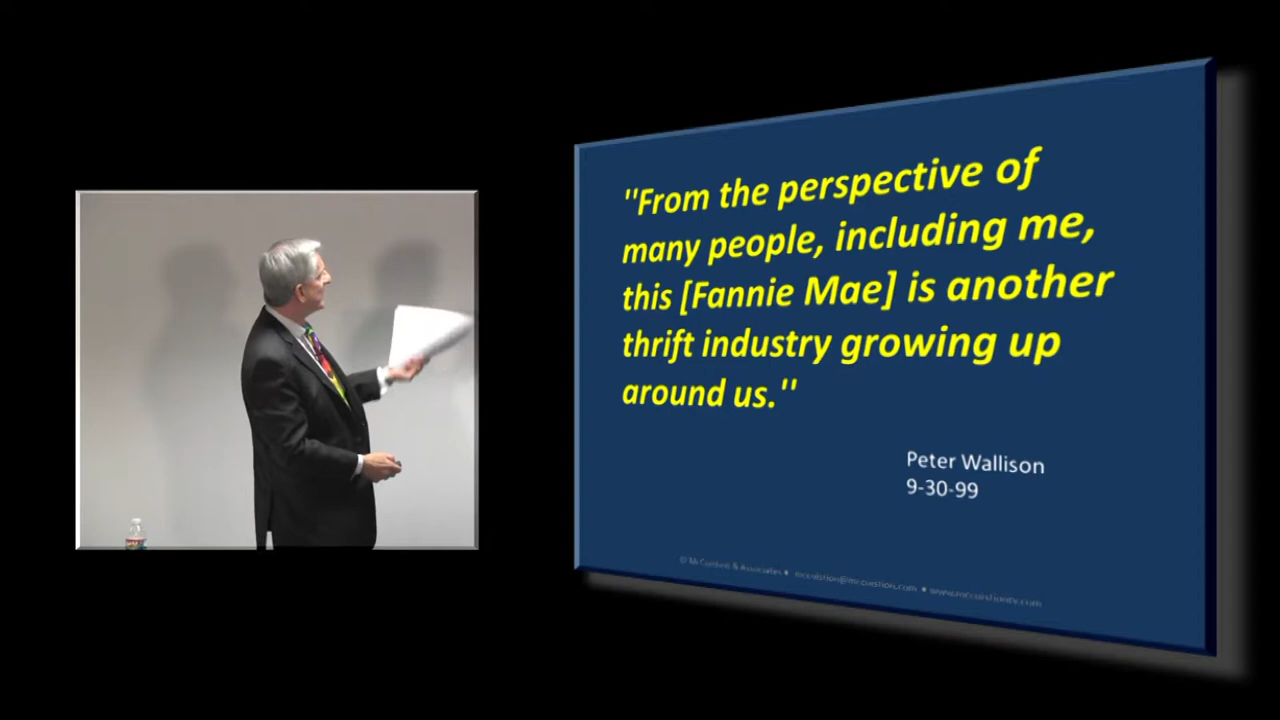 "From the perspective of
many people, including me,
this [Fannie Mae] is another
thrift industry growing up
around us."
Peter Wallison
9-30-99
& Associates •